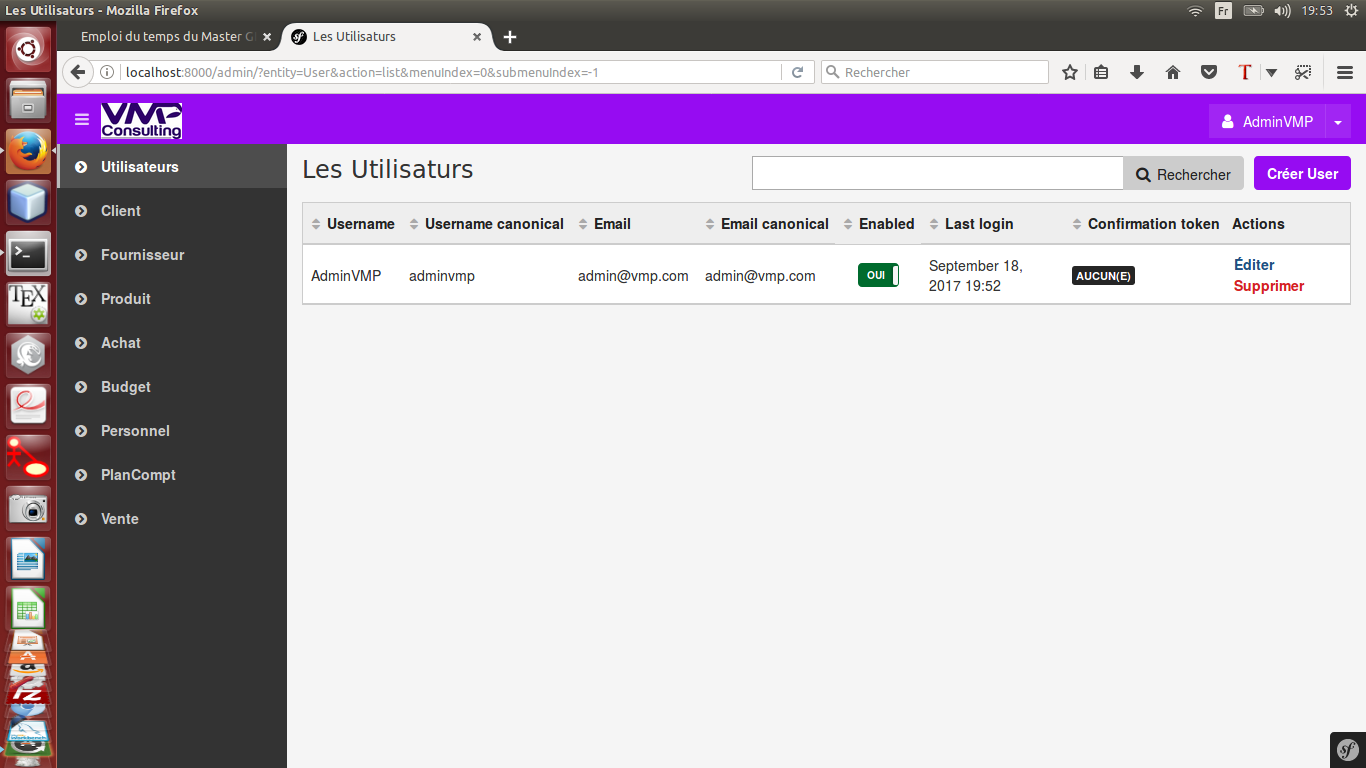 Les Utilisaturs - Mozilla Firefox
Fr
19:53
Emploi du temps du Master G
Les Utilisaturs
localhost:8000/admin/?entity=User&action=list&menuIndex=0&submenuIndex=-1
Rechercher
T
VMP
Consulting
AdminVMP
Utilisateurs
Client
Fournisseur
Produit
Achat
Budget
Personnel
PlanCompt
Vente
Les Utilisaturs
Rechercher
Créer User
Username Username canonical Email Email canonical Enabled Last login Confirmation token Actions
AdminVMP adminvmp admin@vmp.com admin@vmp.com OUI September 18, 2017 19:52 AUCUN(E) Éditer
Supprimer
TEX
sf